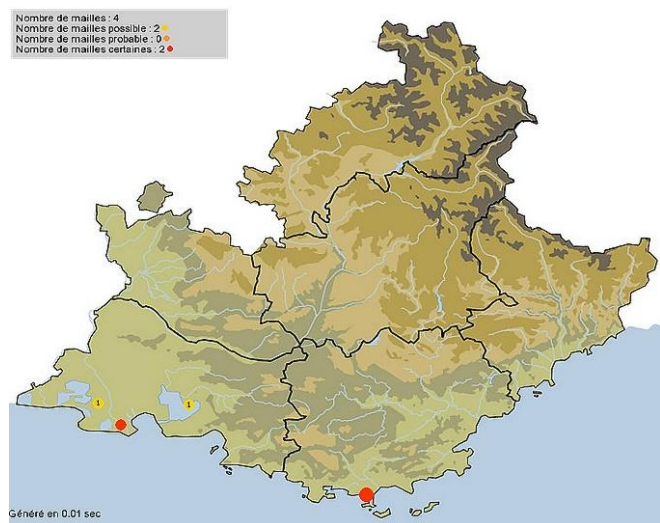 Nombre de mailles : 4
Nombre de mailles possible : 2
Nombre de mailles probable : 0
Nombre de mailles certaines : 2
1
1
Généré en 0.01 sec